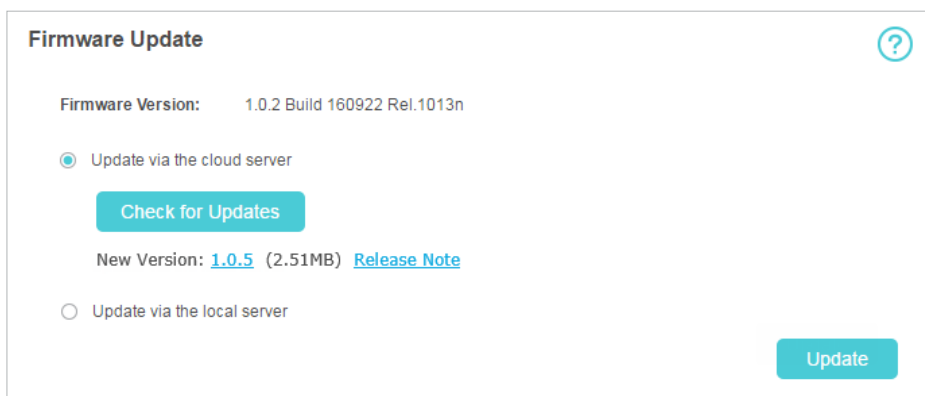 Firmware Update
?
Firmware Version: 1.0.2 Build 160922 Rel.1013n
Update via the cloud server
Check for Updates
New Version: 1.0.5 (2.51MB) Release Note
Update via the local server
Update